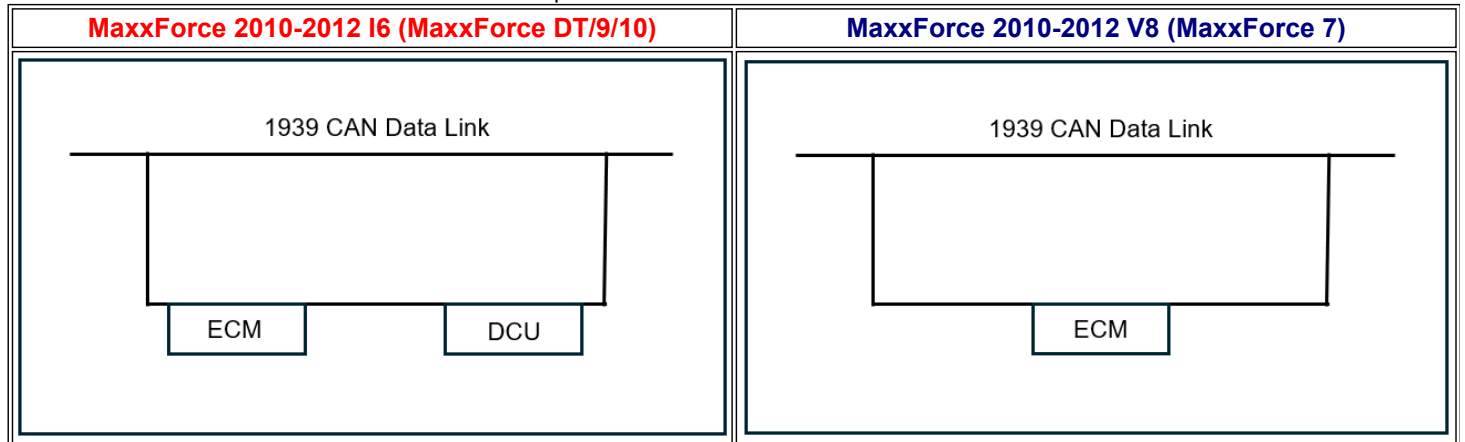 MaxxForce 2010-2012 I6 (MaxxForce DT/9/10)
MaxxForce 2010-2012 V8 (MaxxForce 7)
1939 CAN Data Link
ECM
DCU
1939 CAN Data Link
ECM